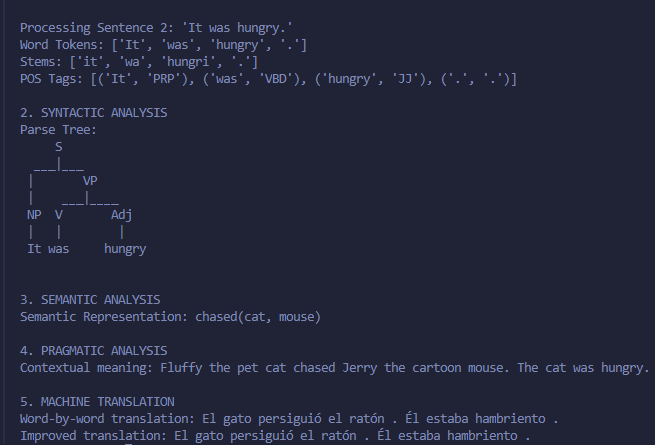 Processing Sentence 2: 'It was hungry.'
Word Tokens: ['It', 'was', 'hungry', '.']
Stems: ['it', 'wa', 'hungri', '.']
POS Tags: [('It', 'PRP'), ('was', 'VBD'), ('hungry', 'JJ'), ('.', '.')]
2. SYNTACTIC ANALYSIS
Parse Tree:
S
VP
NP V Adj
It was hungry
3. SEMANTIC ANALYSIS
Semantic Representation: chased(cat, mouse)
4. PRAGMATIC ANALYSIS
Contextual meaning: Fluffy the pet cat chased Jerry the cartoon mouse. The cat was hungry.
5. MACHINE TRANSLATION
Word-by-word translation: El gato persiguió el ratón . Él estaba hambriento .
Improved translation: El gato persiguió el ratón . Él estaba hambriento .